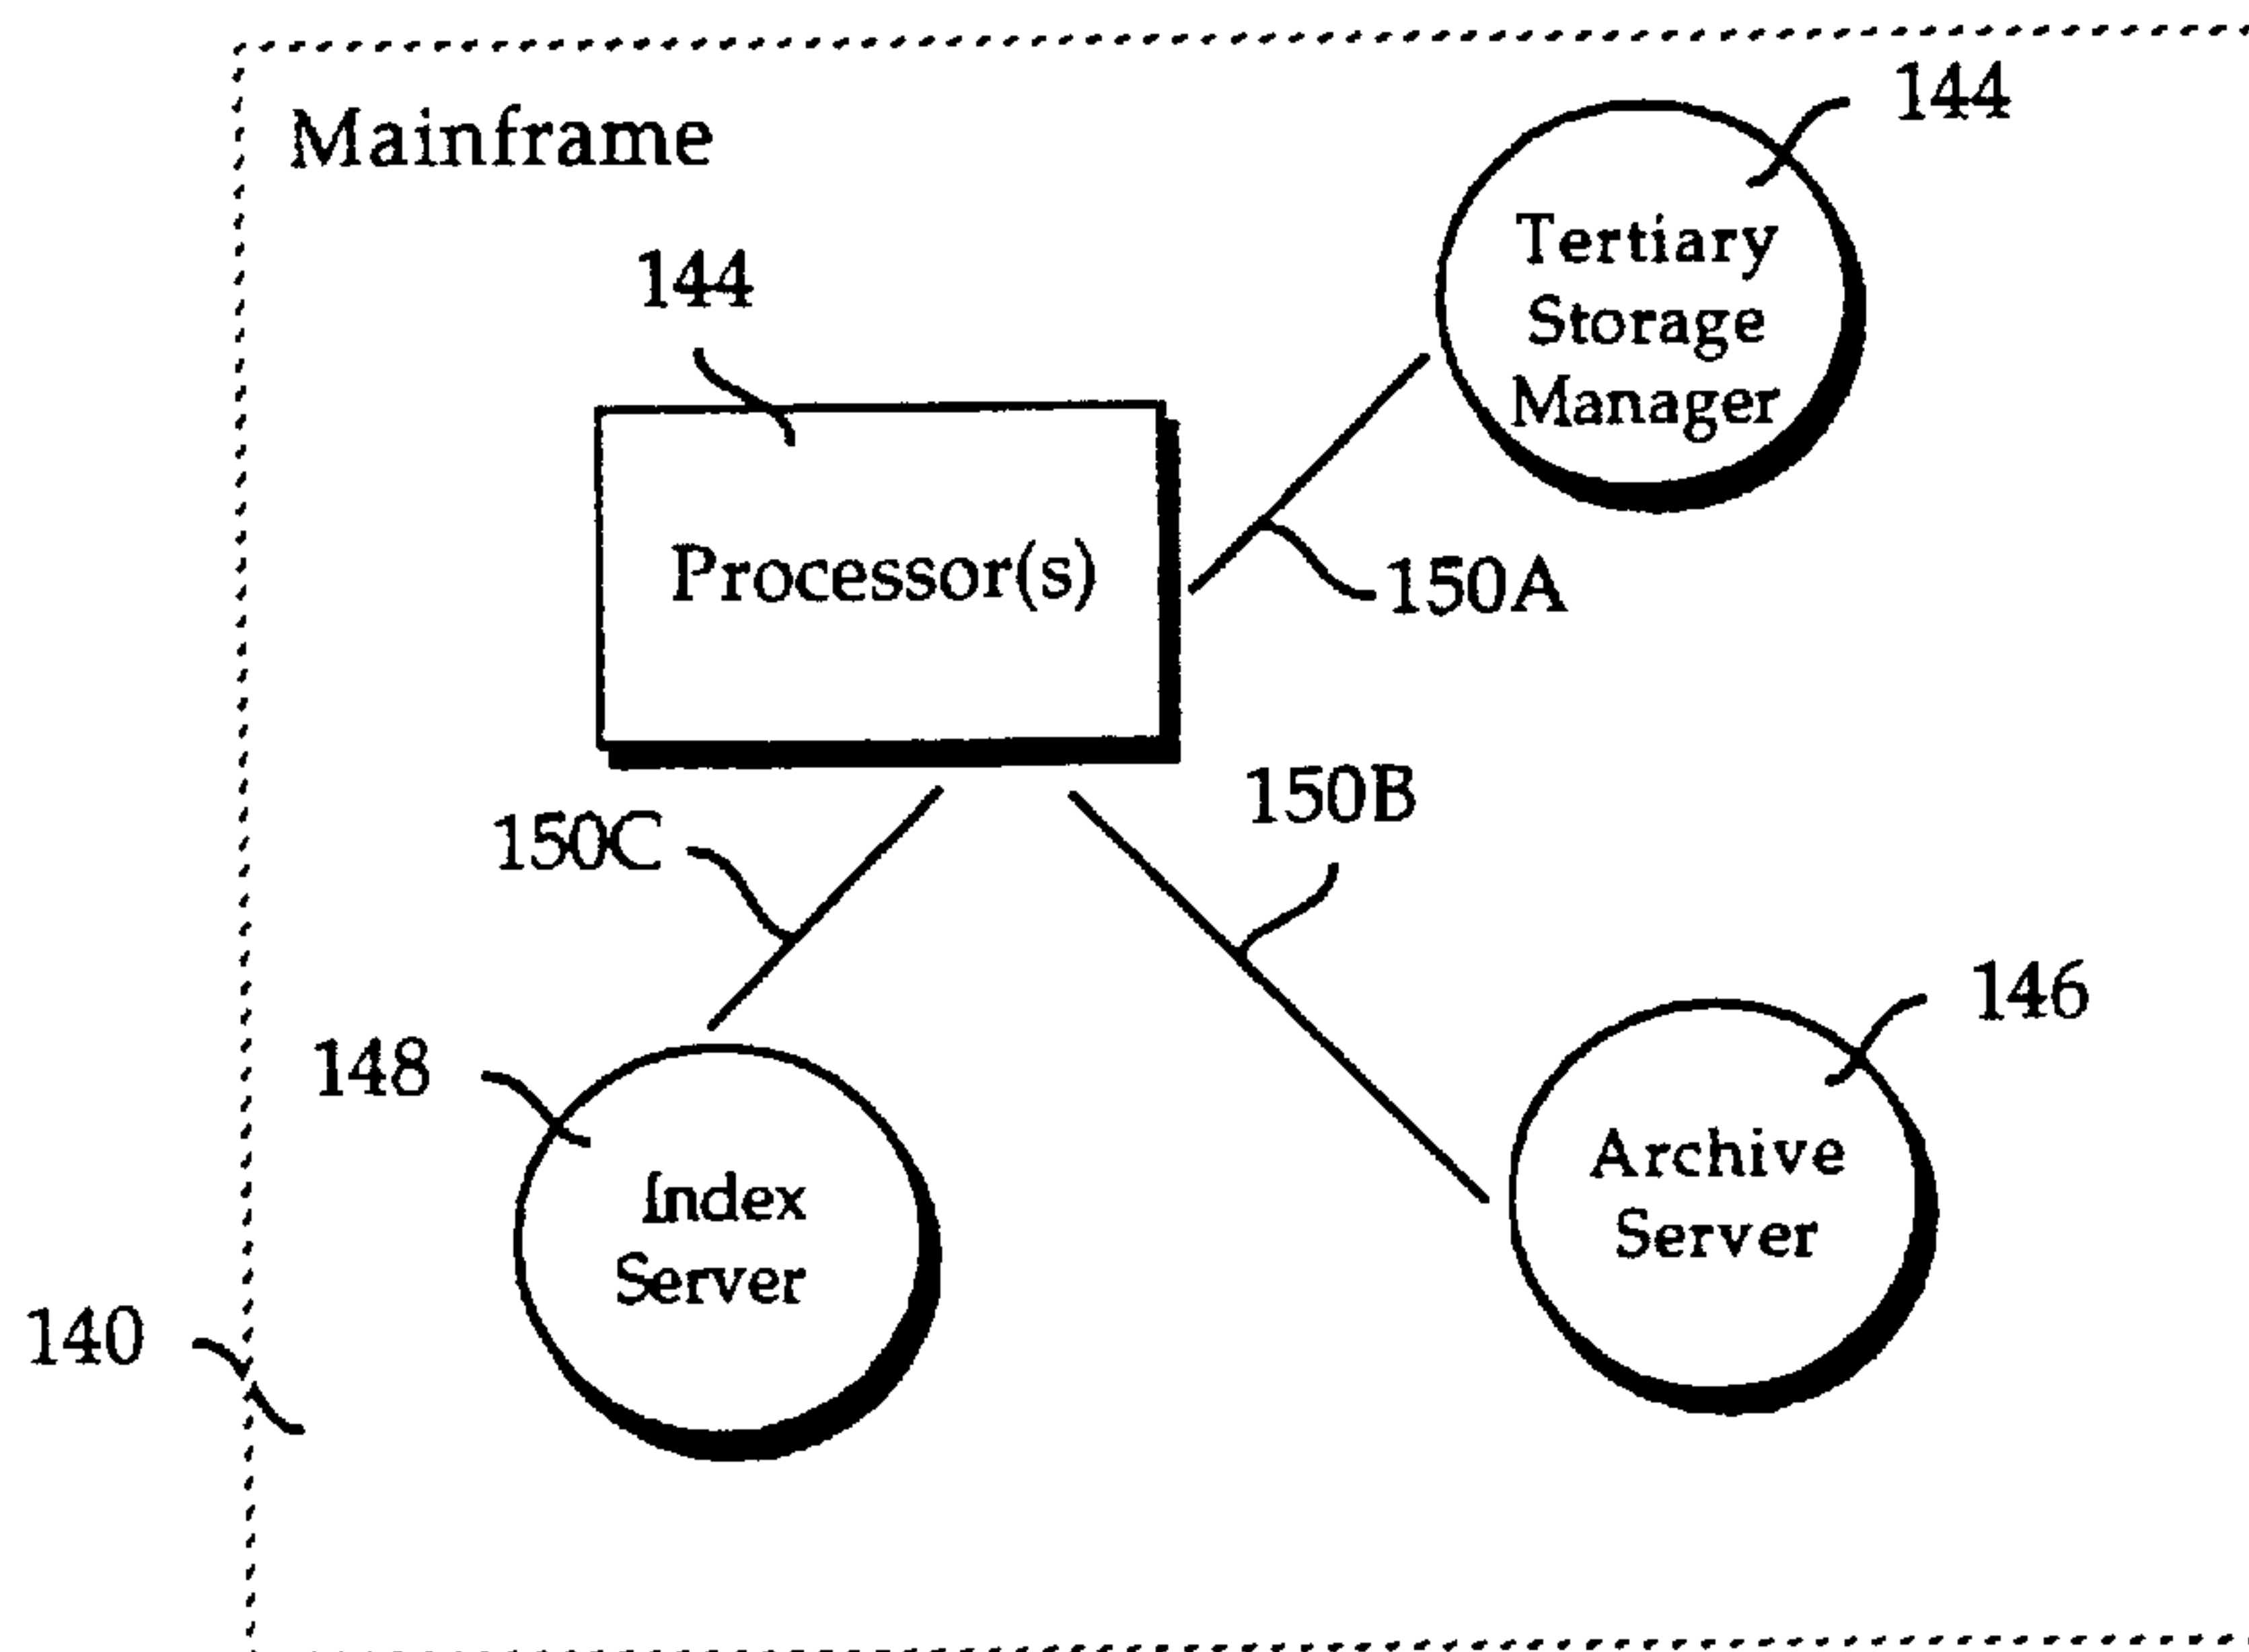 144
Mainframe
Tertiary
Storage
Manager
144
Processor(s)
150A
150B
150C
146
148
Archive
Server
Index
Server
140